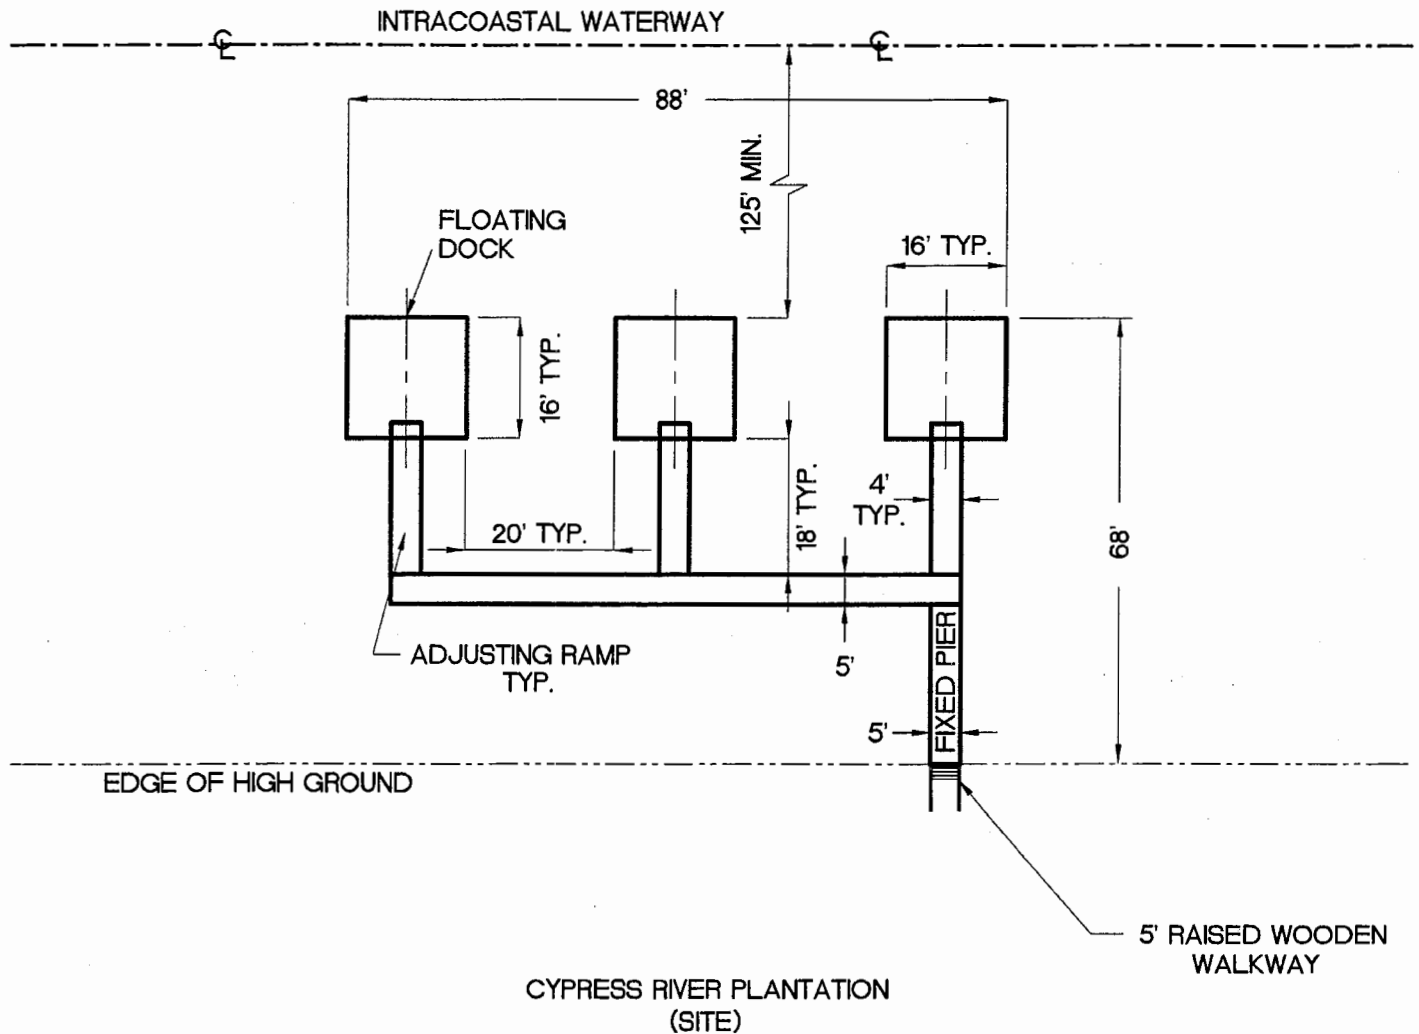 INTRACOASTAL WATERWAY
℄
℄
88'
125' MIN.
FLOATING
DOCK
16' TYP.
16' TYP.
18' TYP.
4'
TYP.
20' TYP.
68'
ADJUSTING RAMP
TYP.
5'
FIXED PIER
5'
EDGE OF HIGH GROUND
5' RAISED WOODEN
WALKWAY
CYPRESS RIVER PLANTATION
(SITE)